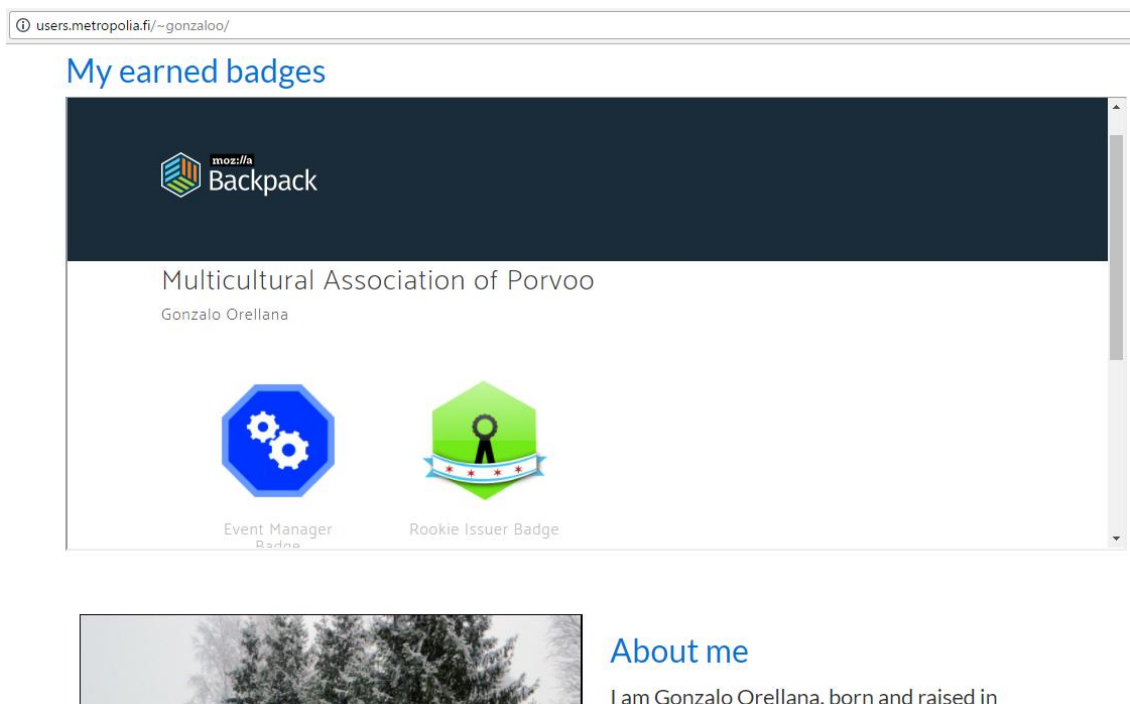 users.metropolia.fi/~gonzaloo/
My earned badges
moz://a
Backpack
Multicultural Association of Porvoo
Gonzalo Orellana
Event Manager
Badge
Rookie Issuer Badge
About me
I am Gonzalo Orellana, born and raised in